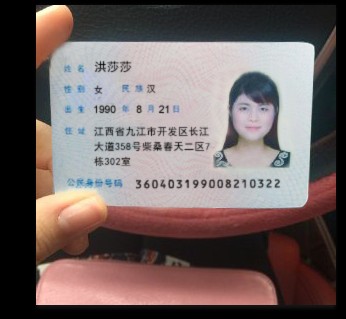 姓名 洪莎莎
性别 女 民族 汉
出生 1990 年 8 月 21 日
住址 江西省九江市开发区长江
大道358号柴桑春天二区7
栋302室
公民身份号码 360403199008210322